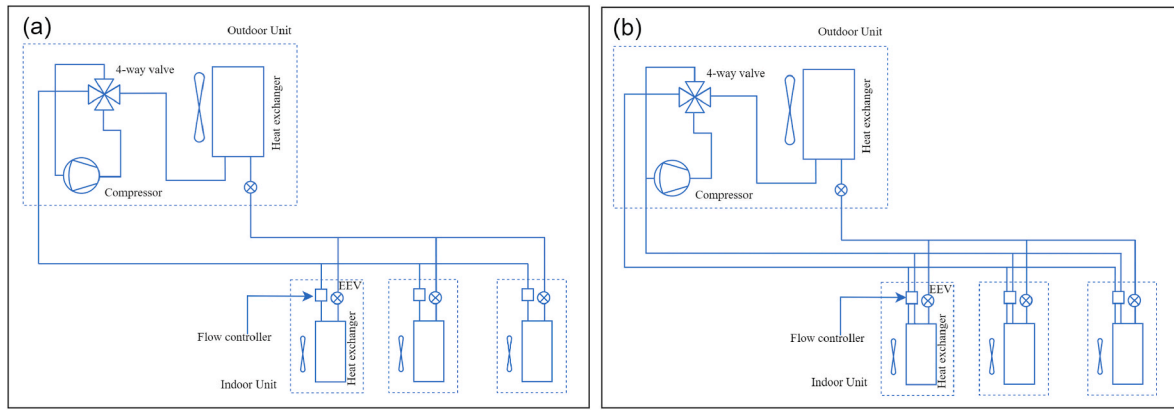 (a)
Outdoor Unit
4-way valve
Heat exchanger
Compressor
EEV
Flow controller
Heat exchanger
Indoor Unit
(b)
Outdoor Unit
4-way valve
Heat exchanger
Compressor
EEV
Flow controller
Heat exchanger
Indoor Unit